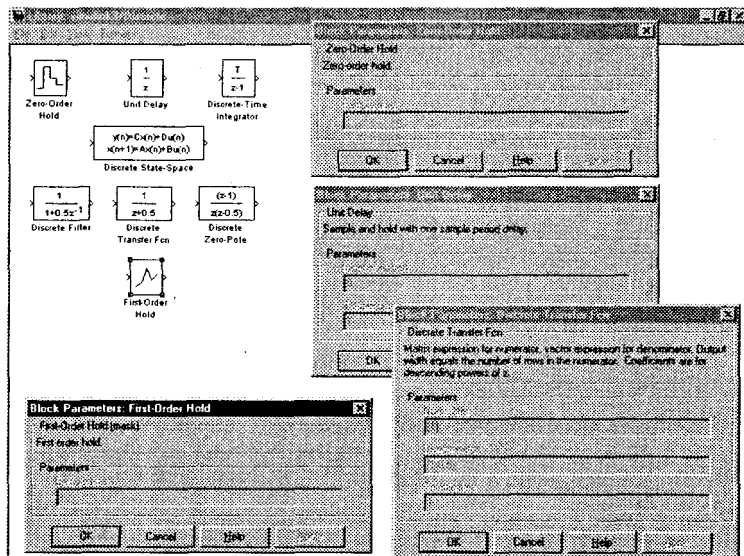 Zero-Order
Hold
1
z
Unit Delay
T
z-1
Discrete-Time
Integrator
y(n)=Cx(n)+Du(n)
x(n+1)=Ax(n)+Bu(n)
Discrete State-Space
1
1+0.5z⁻¹
Discrete Filter
1
z+0.5
Discrete
Transfer Fcn
(z-1)
z(z-0.5)
Discrete
Zero-Pole
First-Order
Hold
Zero-Order Hold
Zero-order hold.
Parameters
OK Cancel Help
Unit Delay
Sample and hold with one sample period delay.
Parameters
OK
Discrete Transfer Fcn
Matrix expression for numerator, vector expression for denominator. Output
width equals the number of rows in the numerator. Coefficients are for
descending powers of z.
Parameters
OK Cancel Help
Block Parameters: First-Order Hold
First-Order Hold (mask)
First order hold.
Parameters
OK Cancel Help